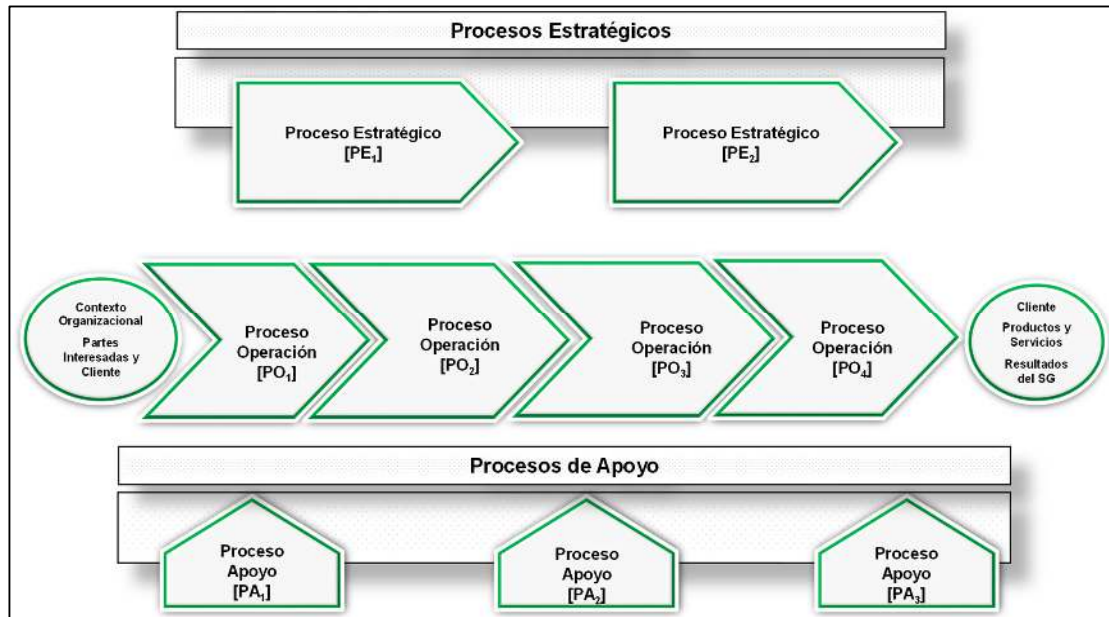 Procesos Estratégicos
Proceso Estratégico
[PE₁]
Proceso Estratégico
[PE₂]
Contexto
Organizacional
Partes
Interesadas y
Cliente
Proceso
Operación
[PO₁]
Proceso
Operación
[PO₂]
Proceso
Operación
[PO₃]
Proceso
Operación
[PO₄]
Cliente
Productos y
Servicios
Resultados
del SG
Procesos de Apoyo
Proceso
Apoyo
[PA₁]
Proceso
Apoyo
[PA₂]
Proceso
Apoyo
[PA₃]